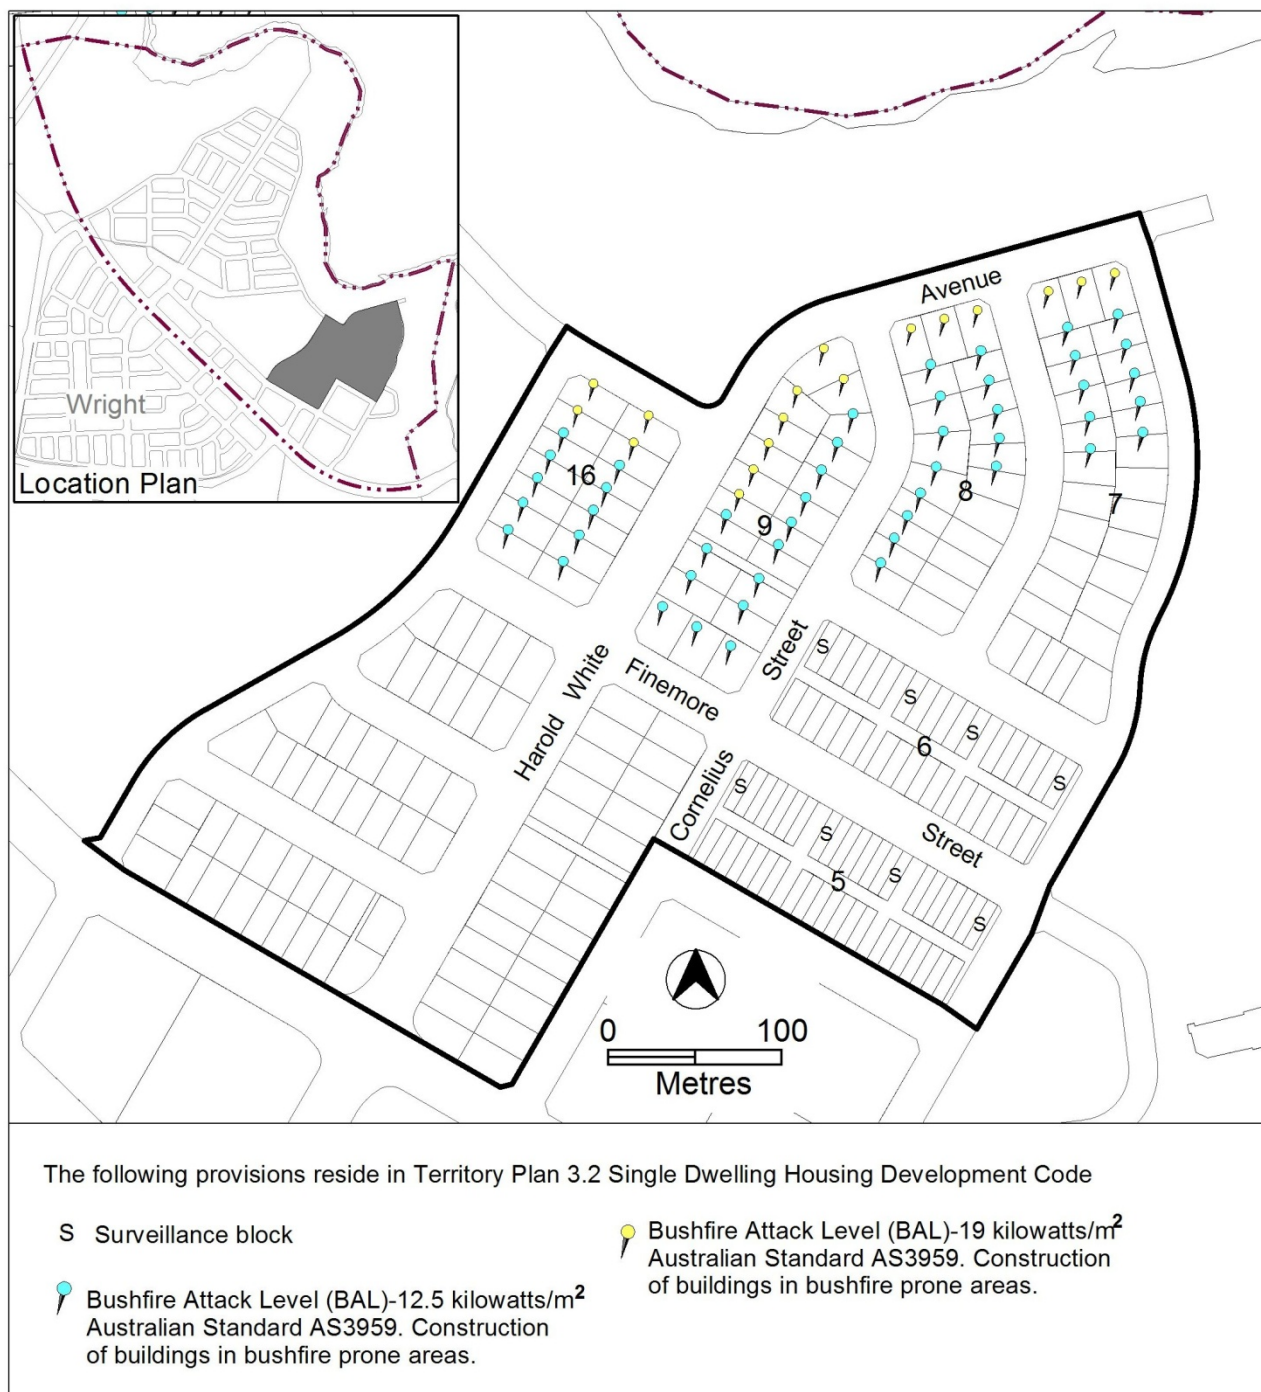 Wright
Location Plan
Avenue
16
9
8
7
Harold White
Finemore
Street
Cornelius
S
S
S
S
6
S
S
S
S
5
Street
0 100
Metres
The following provisions reside in Territory Plan 3.2 Single Dwelling Housing Development Code
S Surveillance block
Bushfire Attack Level (BAL)-12.5 kilowatts/m²
Australian Standard AS3959. Construction
of buildings in bushfire prone areas.
Bushfire Attack Level (BAL)-19 kilowatts/m²
Australian Standard AS3959. Construction
of buildings in bushfire prone areas.